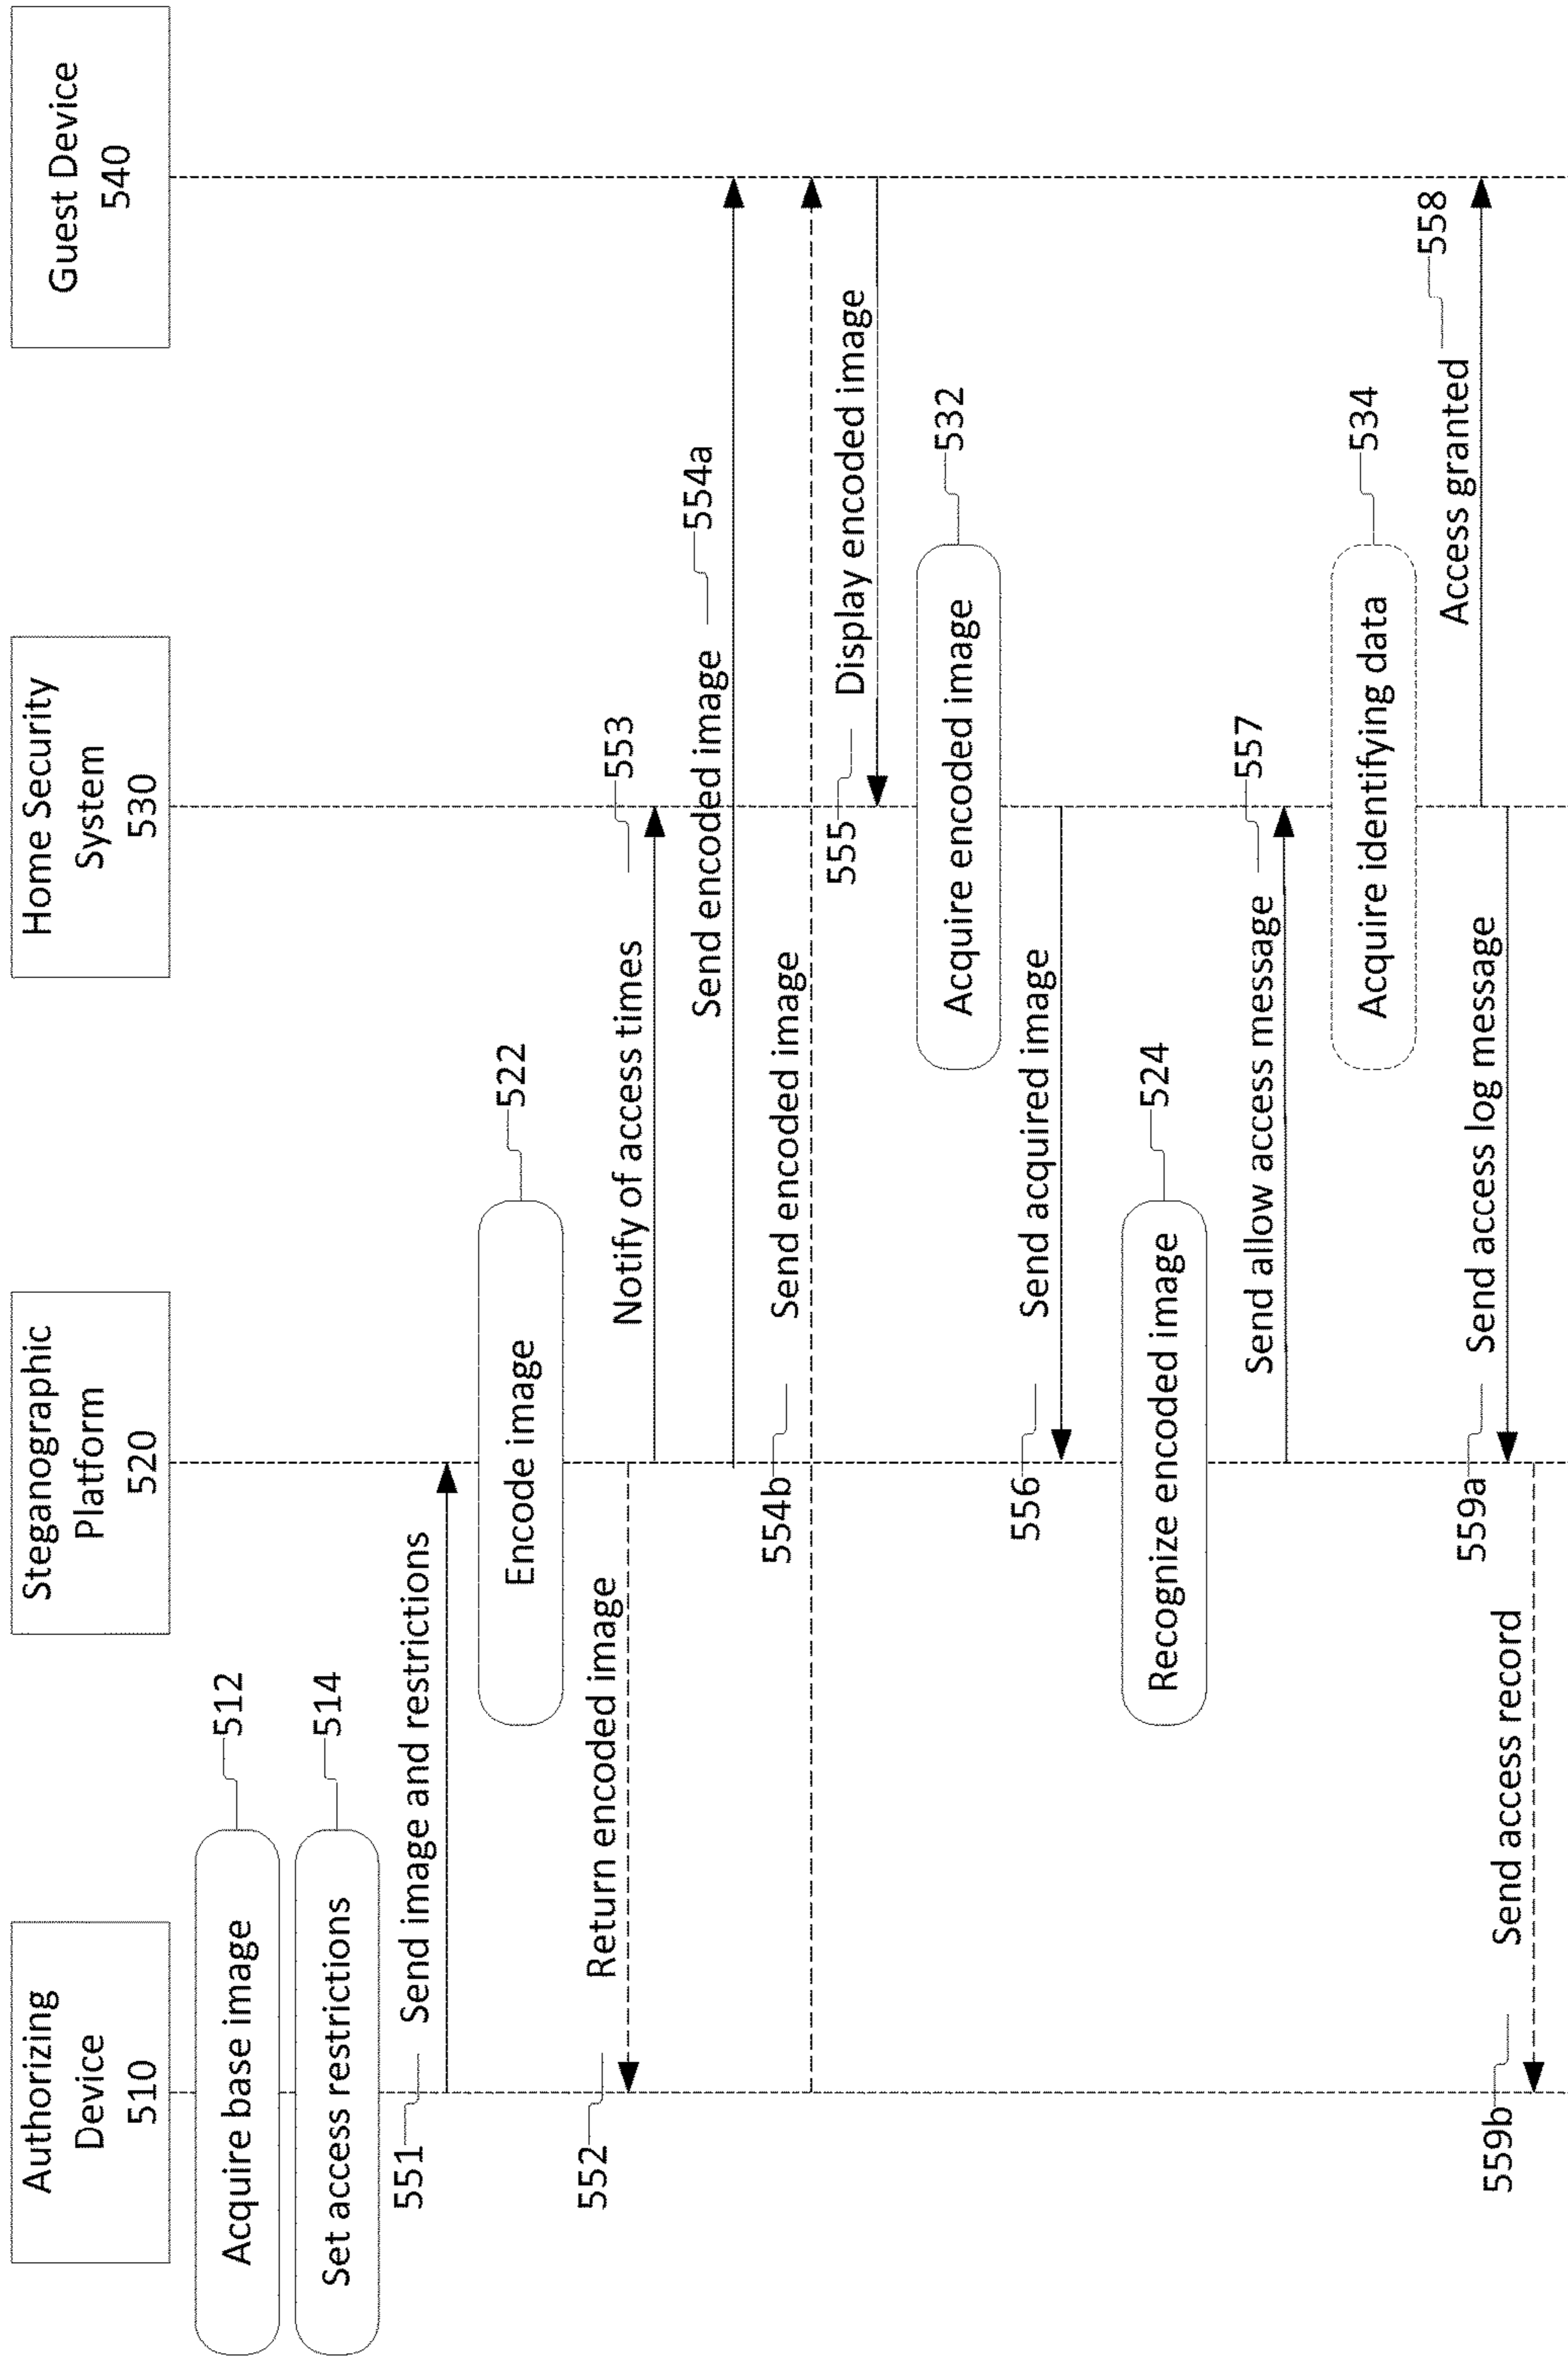 Authorizing
Device
510
Steganographic
Platform
520
Home Security
System
530
Guest Device
540
Acquire base image
512
Set access restrictions
514
551
Send image and restrictions
Encode image
522
552
Return encoded image
Notify of access times
553
Send encoded image
554a
554b
Send encoded image
555
Display encoded image
Acquire encoded image
532
556
Send acquired image
Recognize encoded image
524
Send allow access message
557
Acquire identifying data
534
Access granted
558
559a
Send access log message
559b
Send access record